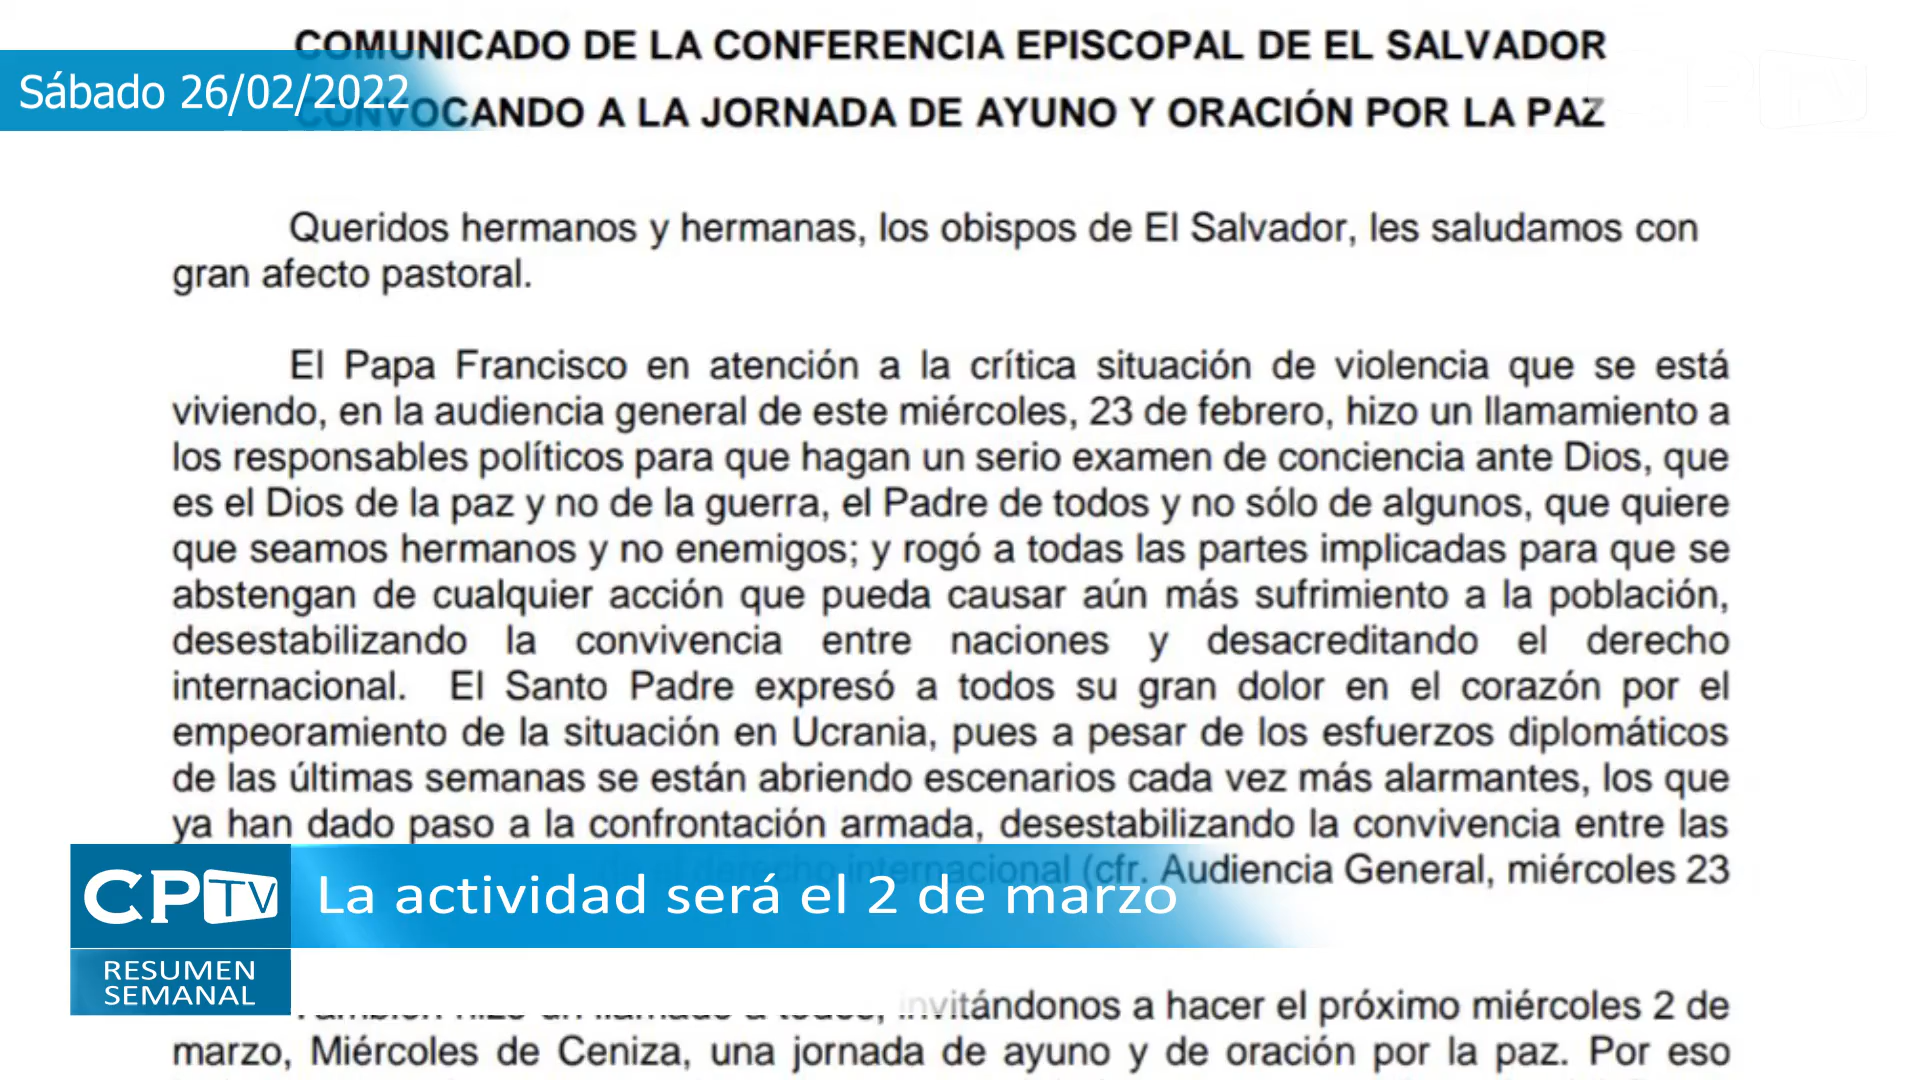 COMUNICADO DE LA CONFERENCIA EPISCOPAL DE EL SALVADOR
Sábado 26/02/2022
CONVOCANDO A LA JORNADA DE AYUNO Y ORACIÓN POR LA PAZ
Queridos hermanos y hermanas, los obispos de El Salvador, les saludamos con
gran afecto pastoral.
El Papa Francisco en atención a la crítica situación de violencia que se está
viviendo, en la audiencia general de este miércoles, 23 de febrero, hizo un llamamiento a
los responsables políticos para que hagan un serio examen de conciencia ante Dios, que
es el Dios de la paz y no de la guerra, el Padre de todos y no sólo de algunos, que quiere
que seamos hermanos y no enemigos; y rogó a todas las partes implicadas para que se
abstengan de cualquier acción que pueda causar aún más sufrimiento a la población,
desestabilizando la convivencia entre naciones y desacreditando el derecho
internacional. El Santo Padre expresó a todos su gran dolor en el corazón por el
empeoramiento de la situación en Ucrania, pues a pesar de los esfuerzos diplomáticos
de las últimas semanas se están abriendo escenarios cada vez más alarmantes, los que
ya han dado paso a la confrontación armada, desestabilizando la convivencia entre las
el derecho internacional (cfr. Audiencia General, miércoles 23
CPTV La actividad será el 2 de marzo
RESUMEN
SEMANAL
También hizo un llamado a todos, invitándonos a hacer el próximo miércoles 2 de
marzo, Miércoles de Ceniza, una jornada de ayuno y de oración por la paz. Por eso